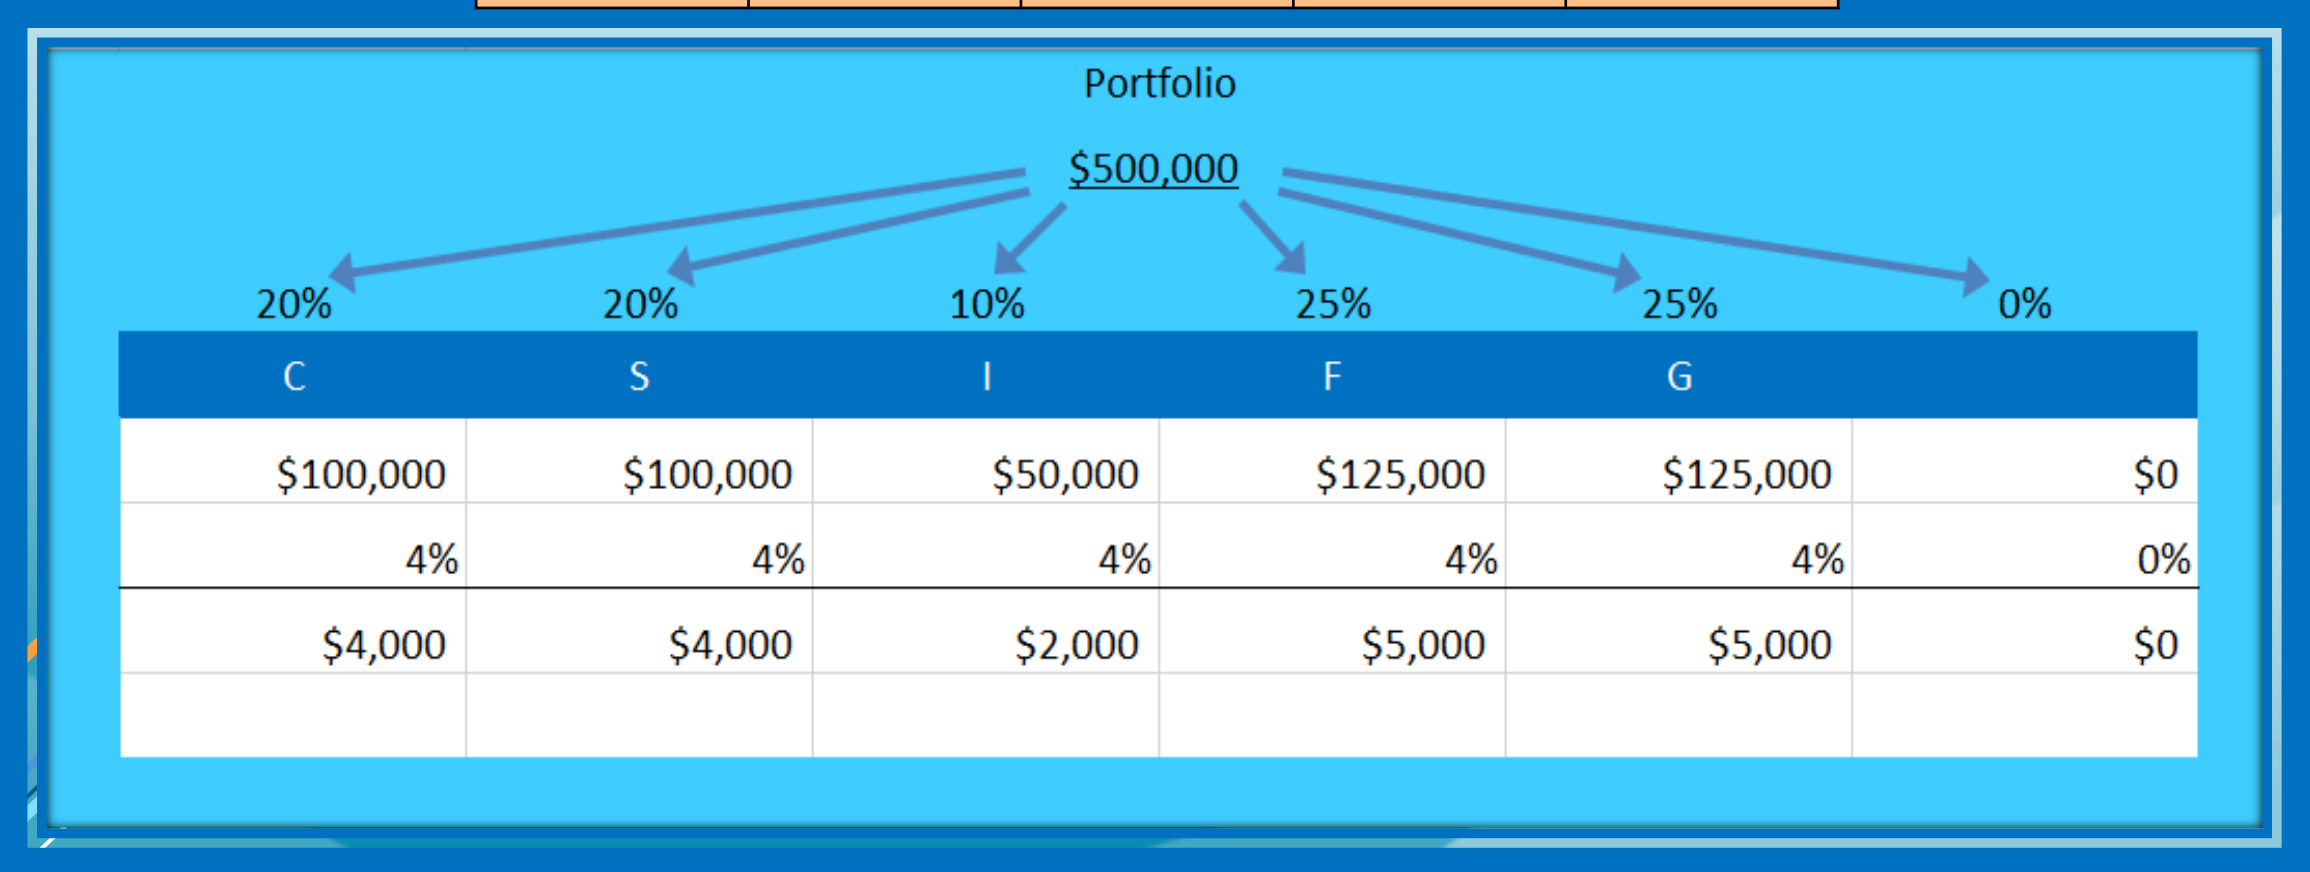 Portfolio
$500,000
20% 20% 10% 25% 25% 0%
C S I F G
$100,000 $100,000 $50,000 $125,000 $125,000 $0
4% 4% 4% 4% 4% 0%
$4,000 $4,000 $2,000 $5,000 $5,000 $0